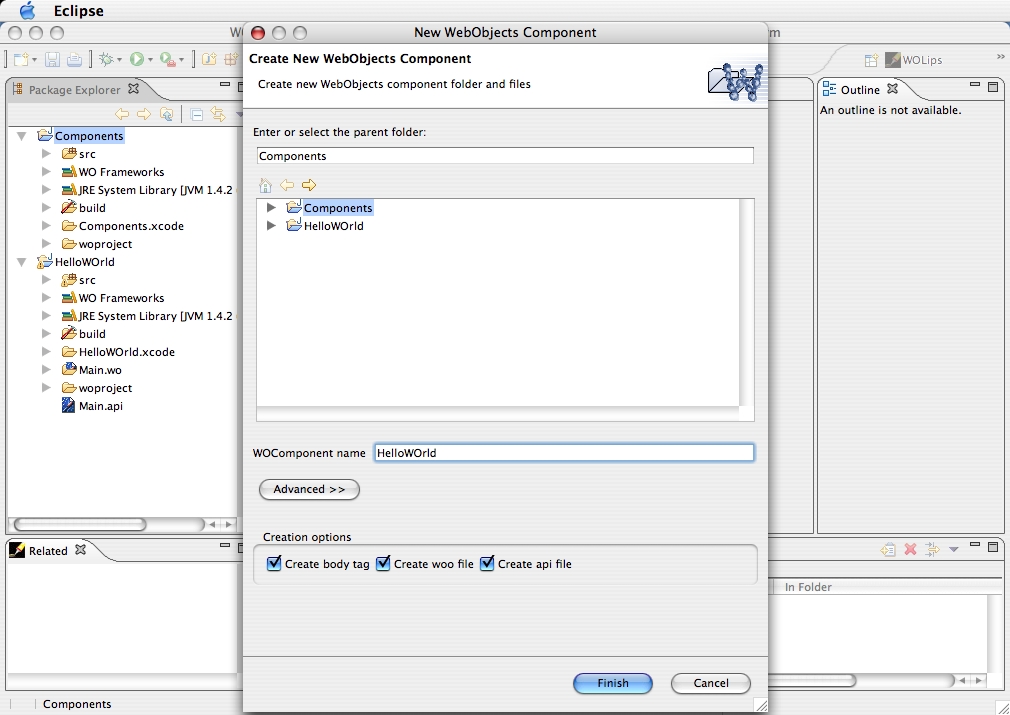 Eclipse
W
New WebObjects Component
m
WOLips
»
Package Explorer
Components
src
WO Frameworks
JRE System Library [JVM 1.4.2
build
Components.xcode
woproject
HelloWOrld
src
WO Frameworks
JRE System Library [JVM 1.4.2
build
HelloWOrld.xcode
Main.wo
woproject
Main.api
Create New WebObjects Component
Create new WebObjects component folder and files
Enter or select the parent folder:
Components
Components
HelloWOrld
WOComponent name
HelloWOrld
Advanced >>
Creation options
Create body tag
Create woo file
Create api file
Finish
Cancel
Outline
An outline is not available.
Related
In Folder
Components